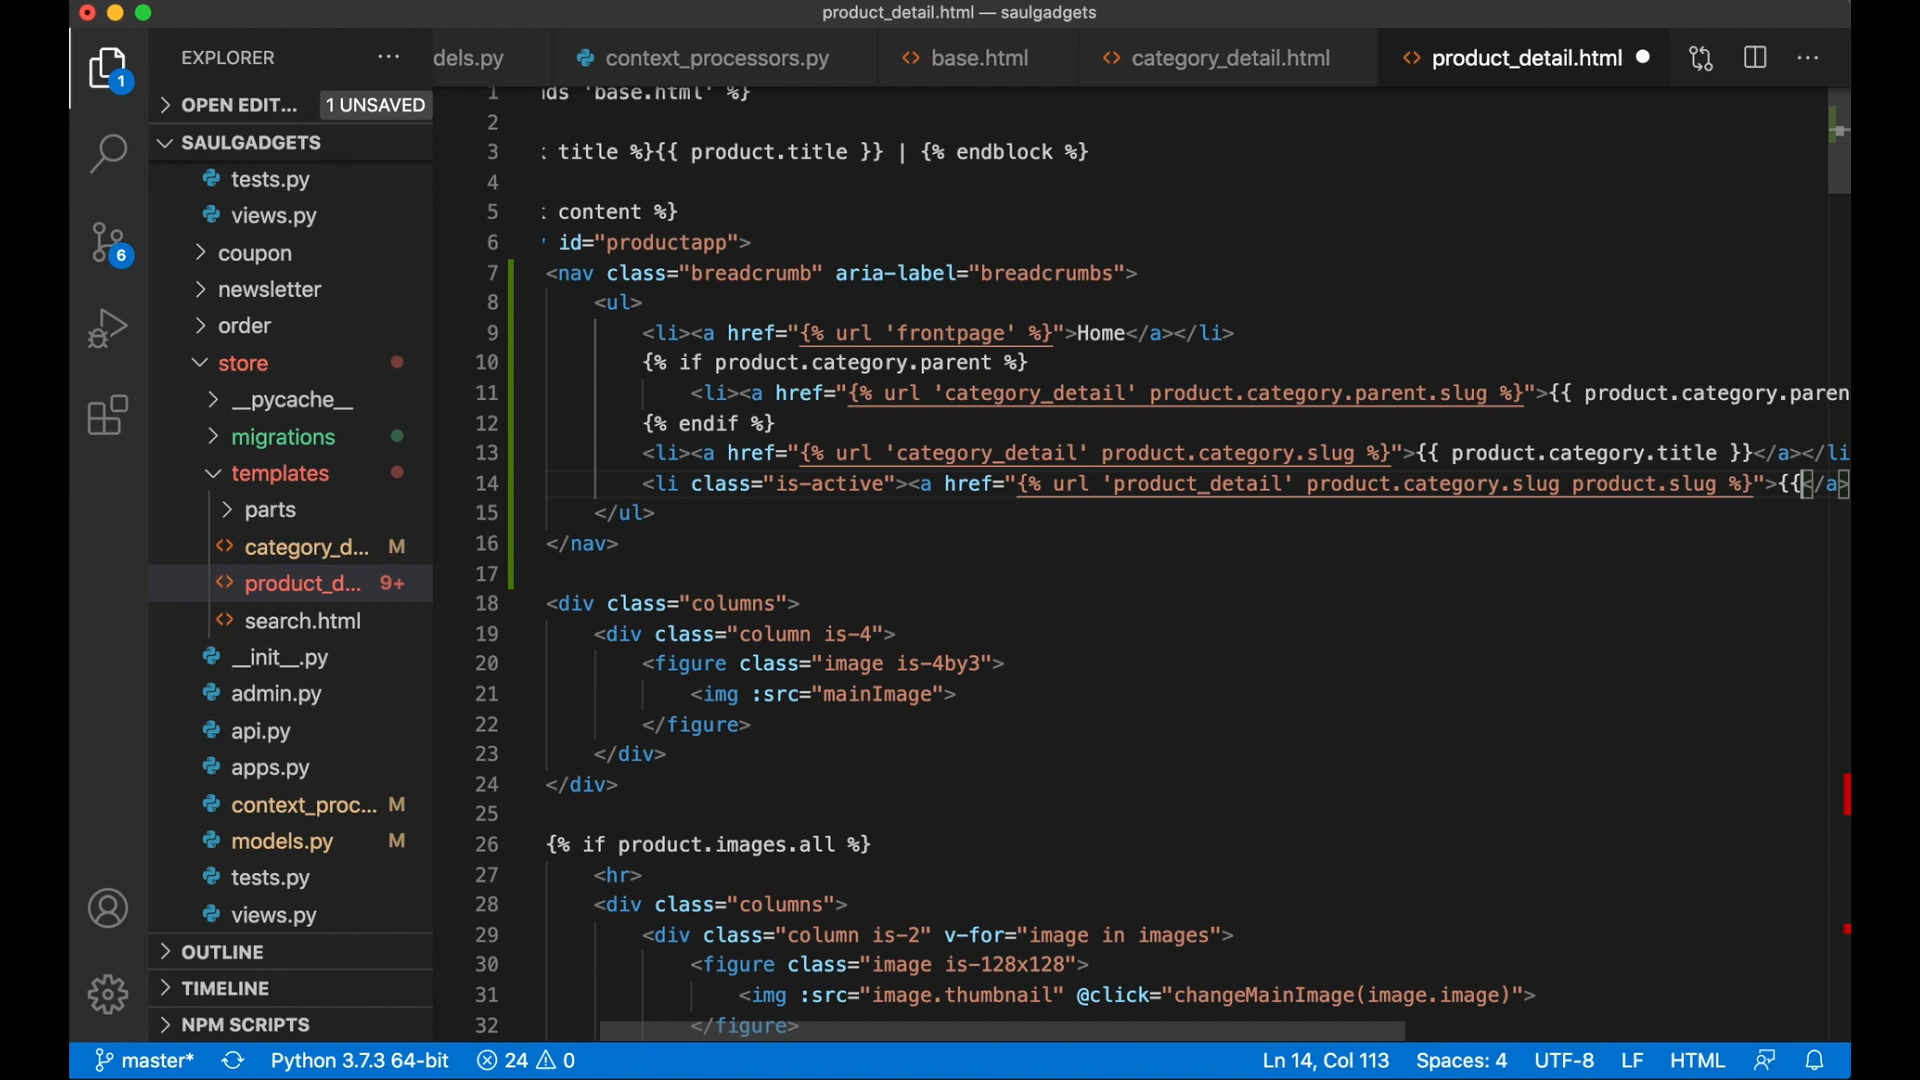 product_detail.html — saulgadgets
EXPLORER
dels.py
context_processors.py
base.html
category_detail.html
product_detail.html
1
OPEN EDIT... 1 UNSAVED
SAULGADGETS
tests.py
views.py
coupon
newsletter
order
store
__pycache__
migrations
templates
parts
category_d... M
product_d... 9+
search.html
__init__.py
admin.py
api.py
apps.py
context_proc... M
models.py M
tests.py
views.py
OUTLINE
TIMELINE
NPM SCRIPTS
6
1 nds 'base.html' %}
2
3 title %}{{ product.title }} | {% endblock %}
4
5 content %}
6 id="productapp">
7 <nav class="breadcrumb" aria-label="breadcrumbs">
8 <ul>
9 <li><a href="{% url 'frontpage' %}">Home</a></li>
10 {% if product.category.parent %}
11 <li><a href="{% url 'category_detail' product.category.parent.slug %}">{{ product.category.paren
12 {% endif %}
13 <li><a href="{% url 'category_detail' product.category.slug %}">{{ product.category.title }}</a></li
14 <li class="is-active"><a href="{% url 'product_detail' product.category.slug product.slug %}">{{</a>
15 </ul>
16 </nav>
17
18 <div class="columns">
19 <div class="column is-4">
20 <figure class="image is-4by3">
21 <img :src="mainImage">
22 </figure>
23 </div>
24 </div>
25
26 {% if product.images.all %}
27 <hr>
28 <div class="columns">
29 <div class="column is-2" v-for="image in images">
30 <figure class="image is-128x128">
31 <img :src="image.thumbnail" @click="changeMainImage(image.image)">
32 </figure>
master* Python 3.7.3 64-bit 24 0 Ln 14, Col 113 Spaces: 4 UTF-8 LF HTML